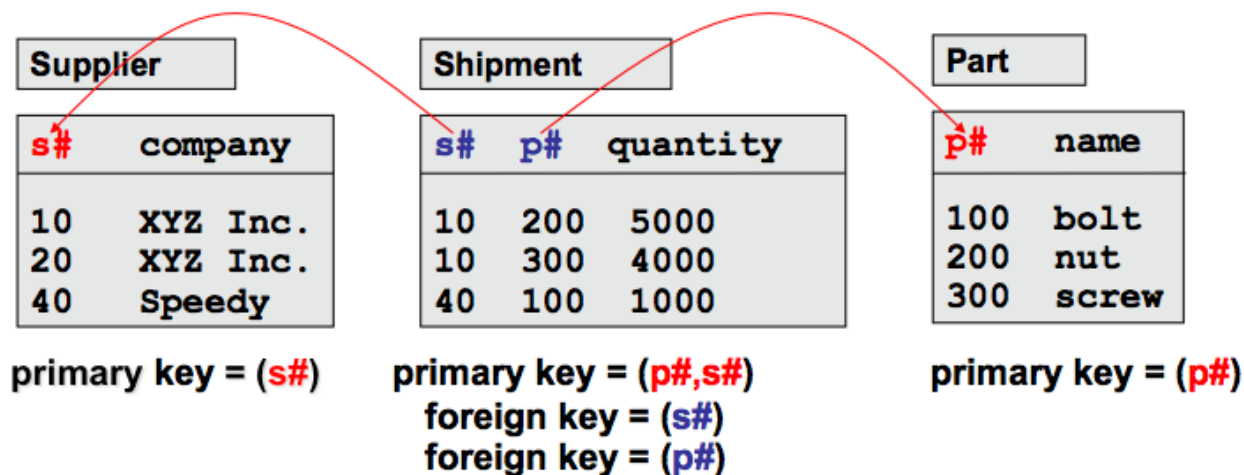 Supplier
s# company
10 XYZ Inc.
20 XYZ Inc.
40 Speedy
primary key = (s#)
Shipment
s# p# quantity
10 200 5000
10 300 4000
40 100 1000
primary key = (p#,s#)
foreign key = (s#)
foreign key = (p#)
Part
p# name
100 bolt
200 nut
300 screw
primary key = (p#)